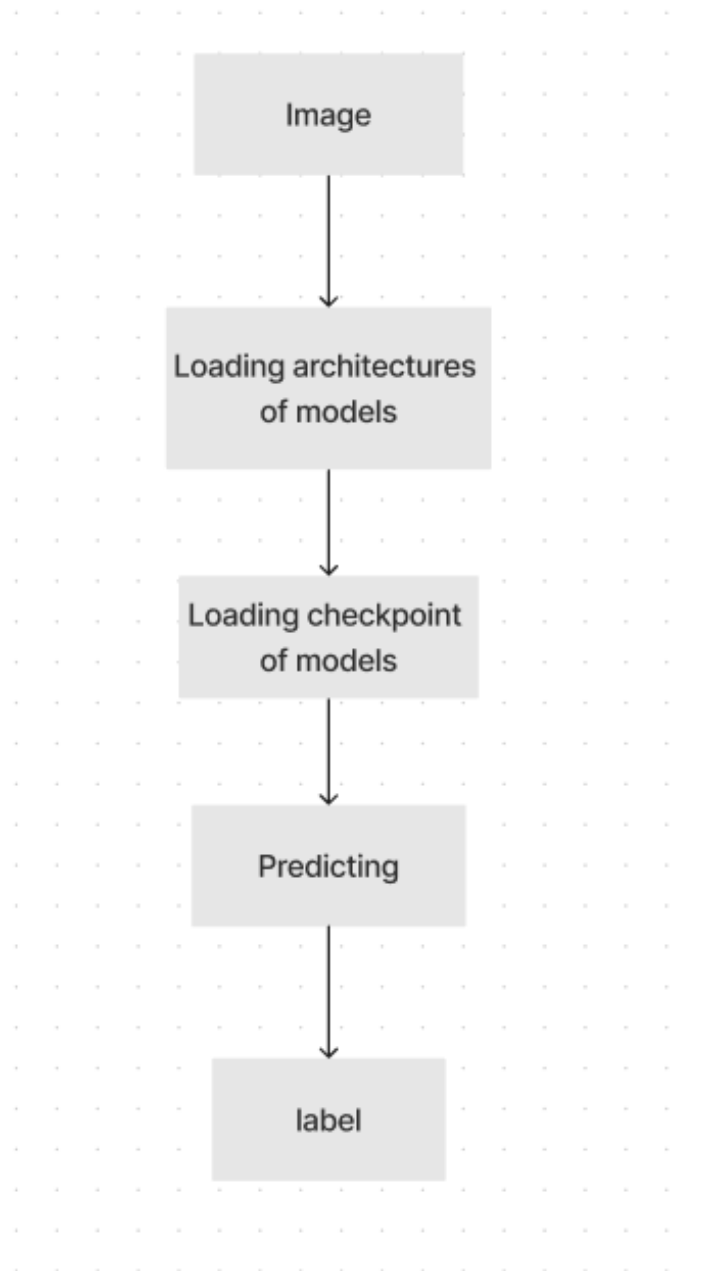 Image
Loading architectures
of models
Loading checkpoint
of models
Predicting
label